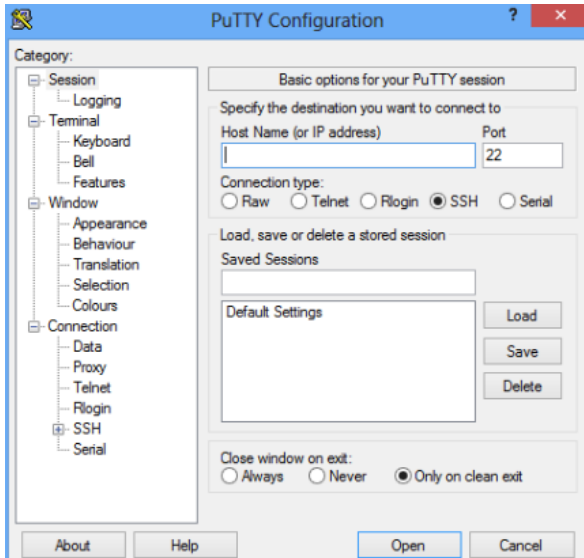 PuTTY Configuration
?
Category:
Session
Logging
Terminal
Keyboard
Bell
Features
Window
Appearance
Behaviour
Translation
Selection
Colours
Connection
Data
Proxy
Telnet
Rlogin
SSH
Serial
Basic options for your PuTTY session
Specify the destination you want to connect to
Host Name (or IP address) Port
22
Connection type:
Raw Telnet Rlogin SSH Serial
Load, save or delete a stored session
Saved Sessions
Default Settings
Load
Save
Delete
Close window on exit:
Always Never Only on clean exit
About Help Open Cancel